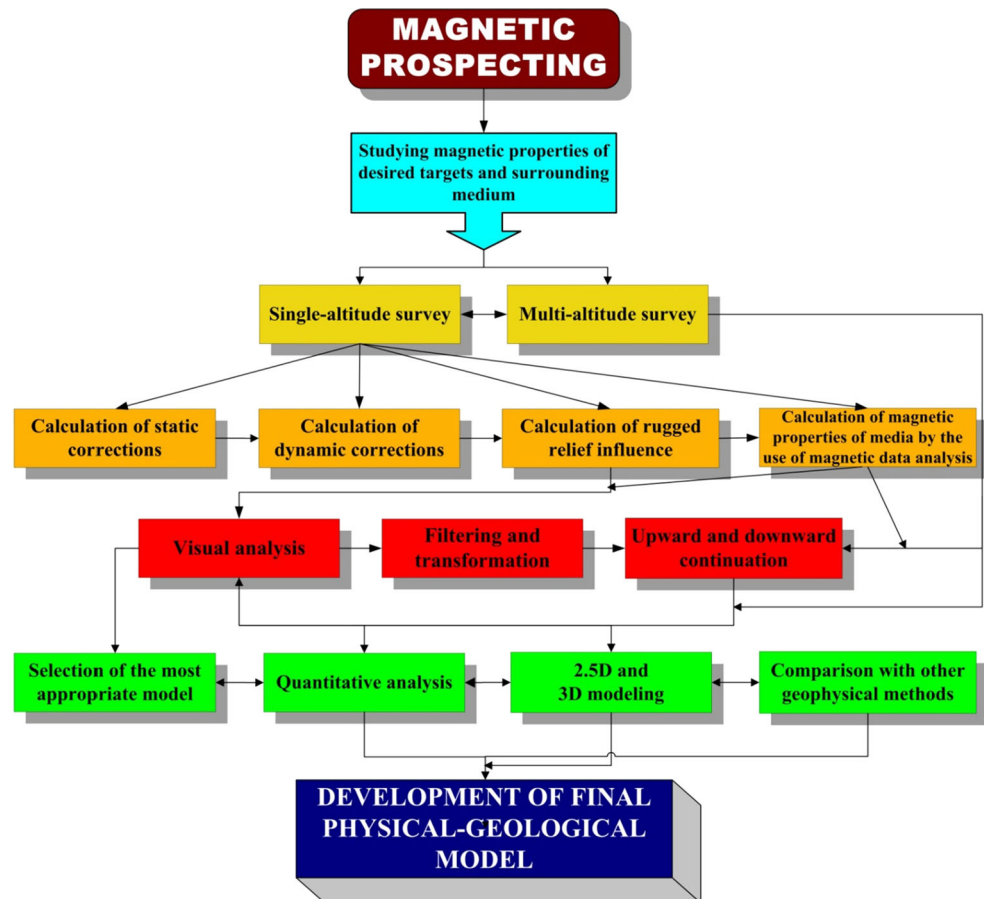 MAGNETIC
PROSPECTING
Studying magnetic properties of
desired targets and surrounding
medium
Single-altitude survey
Multi-altitude survey
Calculation of static
corrections
Calculation of
dynamic corrections
Calculation of rugged
relief influence
Calculation of magnetic
properties of media by the
use of magnetic data analysis
Visual analysis
Filtering and
transformation
Upward and downward
continuation
Selection of the most
appropriate model
Quantitative analysis
2.5D and
3D modeling
Comparison with other
geophysical methods
DEVELOPMENT OF FINAL
PHYSICAL-GEOLOGICAL
MODEL